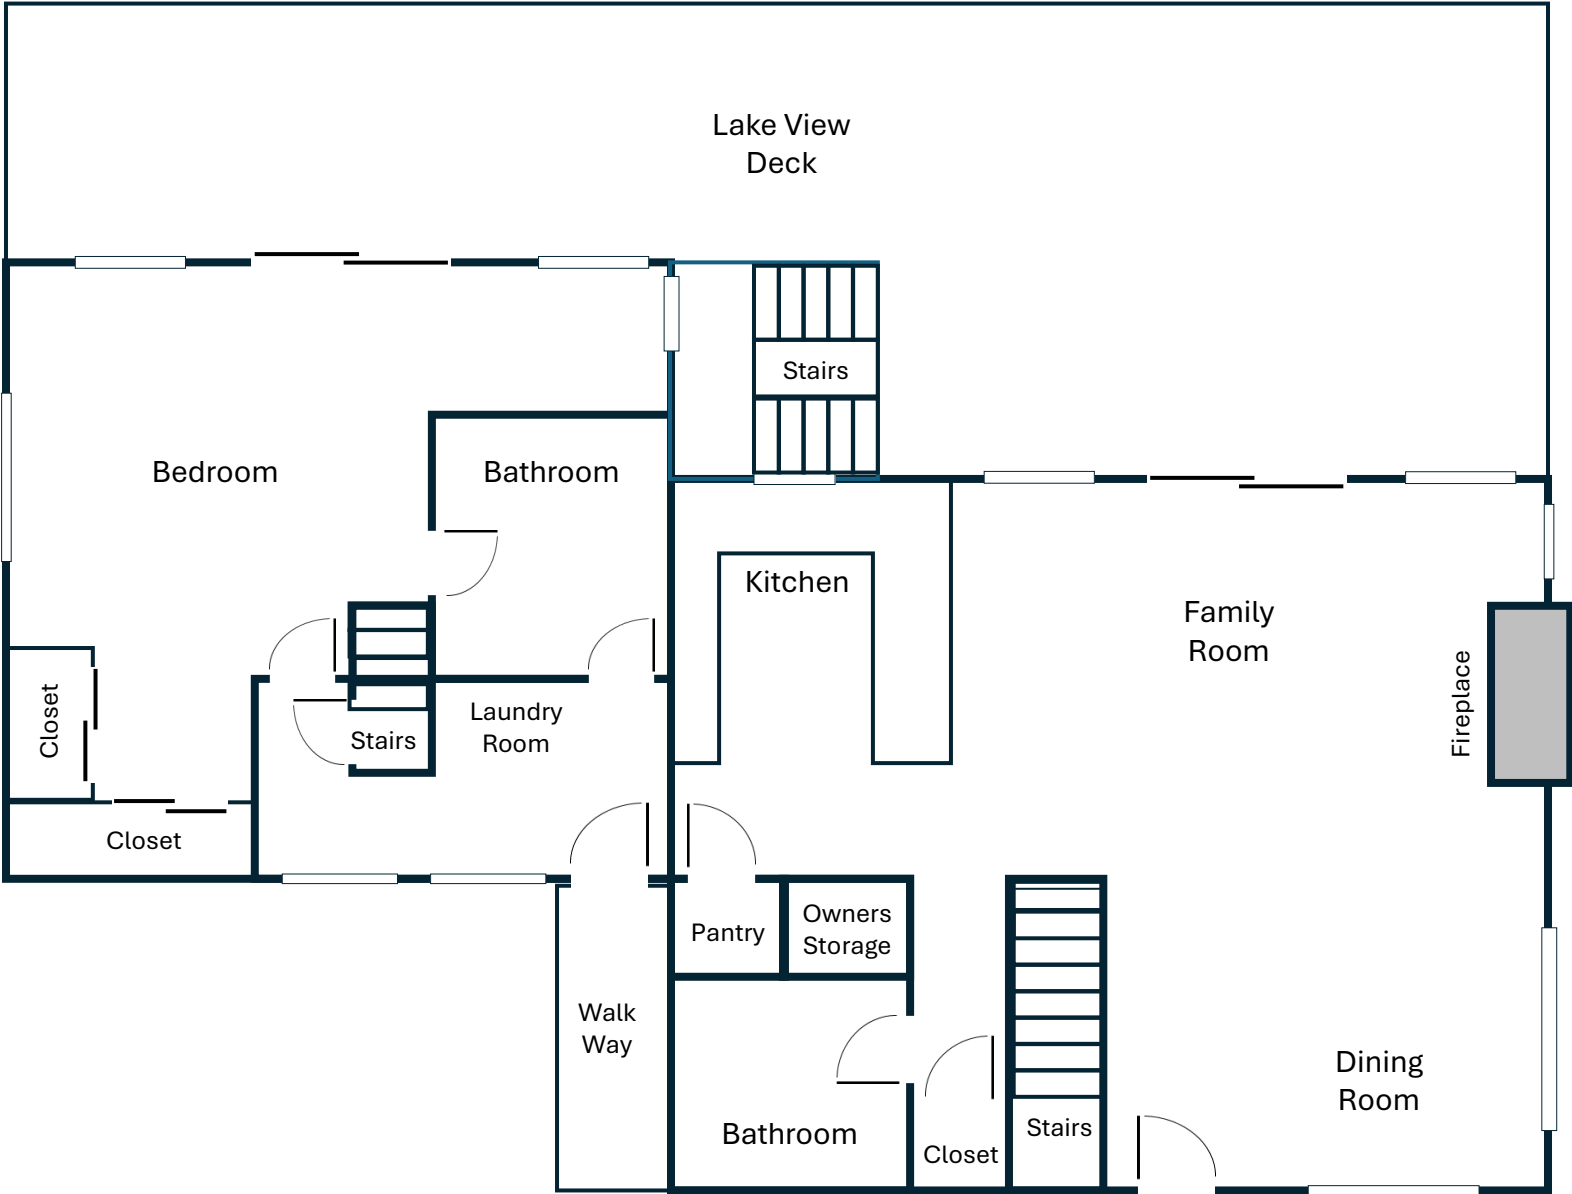 Lake View
Deck
Stairs
Bedroom
Bathroom
Kitchen
Family
Room
Fireplace
Closet
Laundry
Room
Stairs
Closet
Pantry
Owners
Storage
Walk
Way
Dining
Room
Bathroom
Closet
Stairs